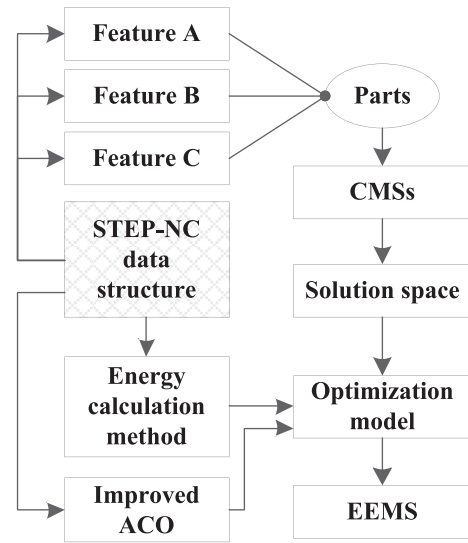 Feature A
Feature B
Feature C
STEP-NC
data
structure
Energy
calculation
method
Improved
ACO
Parts
CMSs
Solution space
Optimization
model
EEMS